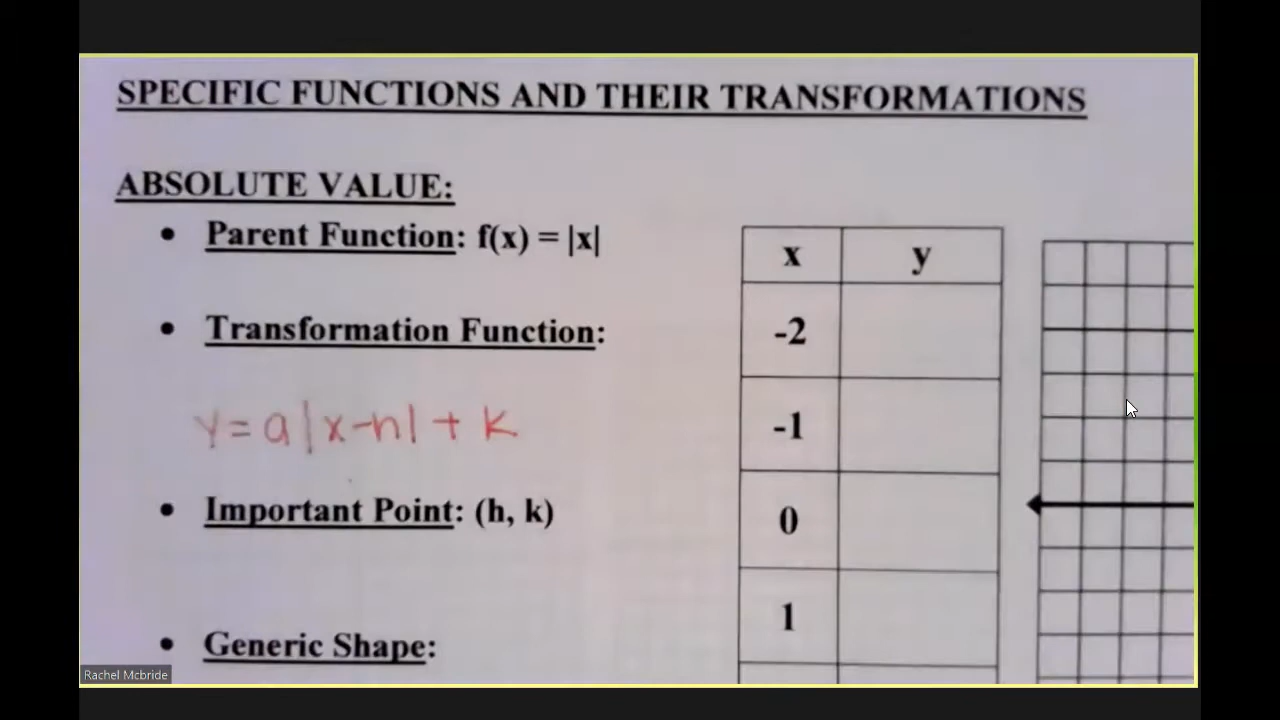 SPECIFIC FUNCTIONS AND THEIR TRANSFORMATIONS
ABSOLUTE VALUE:
• Parent Function: f(x) = |x|
• Transformation Function:
y = a|x-h| + k
• Important Point: (h, k)
• Generic Shape:
x y
-2
-1
0
1
Rachel Mcbride